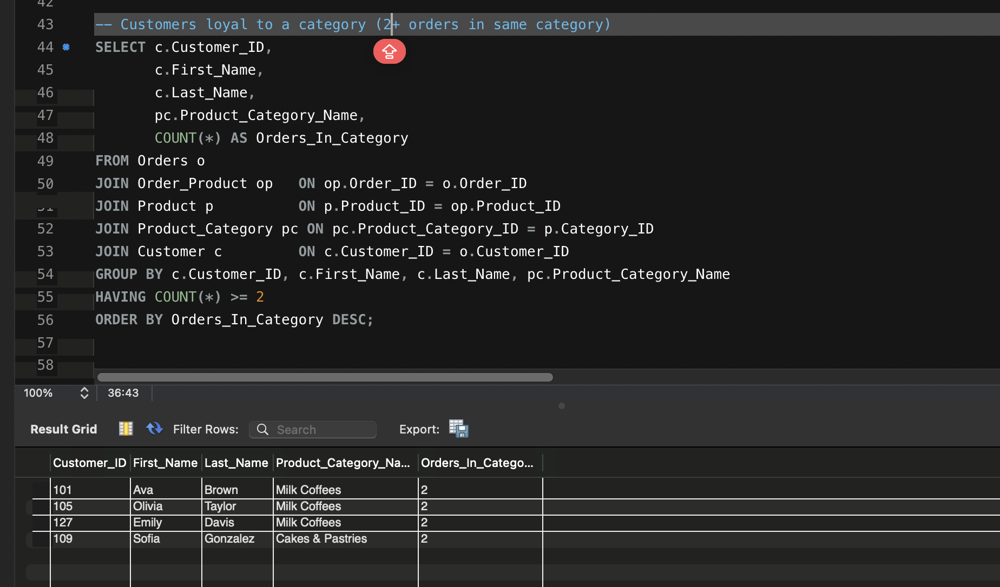 42
43 -- Customers loyal to a category (2+ orders in same category)
44 SELECT c.Customer_ID,
45 c.First_Name,
46 c.Last_Name,
47 pc.Product_Category_Name,
48 COUNT(*) AS Orders_In_Category
49 FROM Orders o
50 JOIN Order_Product op ON op.Order_ID = o.Order_ID
51 JOIN Product p ON p.Product_ID = op.Product_ID
52 JOIN Product_Category pc ON pc.Product_Category_ID = p.Category_ID
53 JOIN Customer c ON c.Customer_ID = o.Customer_ID
54 GROUP BY c.Customer_ID, c.First_Name, c.Last_Name, pc.Product_Category_Name
55 HAVING COUNT(*) >= 2
56 ORDER BY Orders_In_Category DESC;
57
58
100% 36:43
Result Grid Filter Rows: Search Export:
Customer_ID First_Name Last_Name Product_Category_Na... Orders_In_Catego...
101 Ava Brown Milk Coffees 2
105 Olivia Taylor Milk Coffees 2
127 Emily Davis Milk Coffees 2
109 Sofia Gonzalez Cakes & Pastries 2